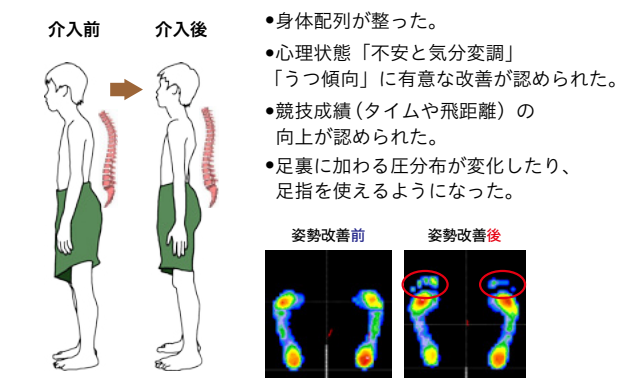 介入前
介入後
•身体配列が整った。
•心理状態「不安と気分変調」
「うつ傾向」に有意な改善が認められた。
•競技成績（タイムや飛距離）の
向上が認められた。
•足裏に加わる圧分布が変化したり、
足指を使えるようになった。
姿勢改善前
姿勢改善後